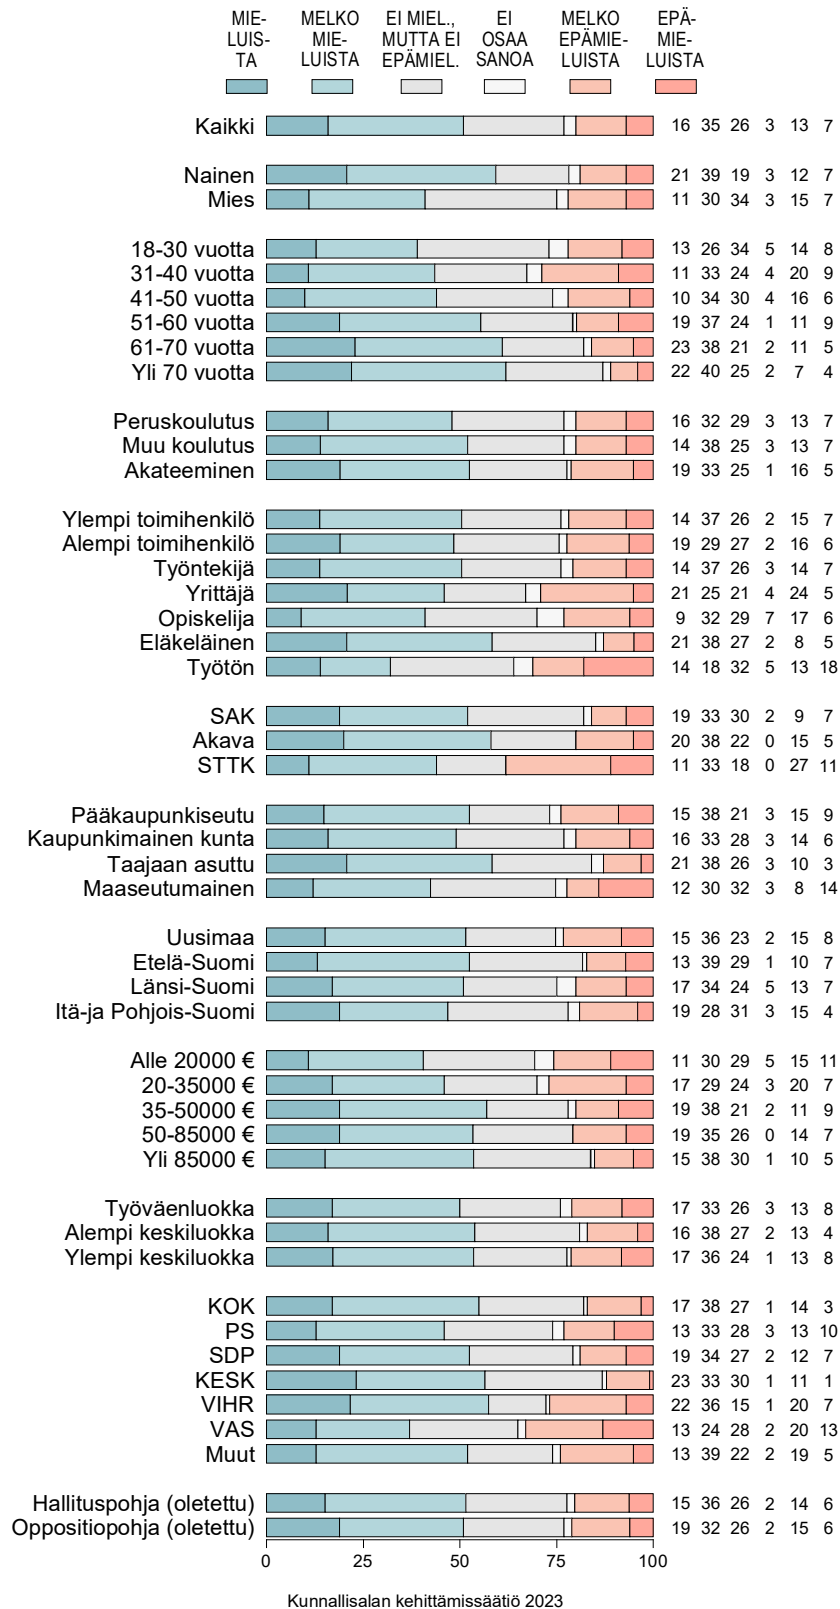 MIE- MELKO EI MIEL., EI MELKO EPÄ-
LUIS- MIE- MUTTA EI OSAA EPÄMIE- MIE-
TA LUISTA EPÄMIEL. SANOA LUISTA LUISTA
Kaikki 16 35 26 3 13 7
Nainen 21 39 19 3 12 7
Mies 11 30 34 3 15 7
18-30 vuotta 13 26 34 5 14 8
31-40 vuotta 11 33 24 4 20 9
41-50 vuotta 10 34 30 4 16 6
51-60 vuotta 19 37 24 1 11 9
61-70 vuotta 23 38 21 2 11 5
Yli 70 vuotta 22 40 25 2 7 4
Peruskoulutus 16 32 29 3 13 7
Muu koulutus 14 38 25 3 13 7
Akateeminen 19 33 25 1 16 5
Ylempi toimihenkilö 14 37 26 2 15 7
Alempi toimihenkilö 19 29 27 2 16 6
Työntekijä 14 37 26 3 14 7
Yrittäjä 21 25 21 4 24 5
Opiskelija 9 32 29 7 17 6
Eläkeläinen 21 38 27 2 8 5
Työtön 14 18 32 5 13 18
SAK 19 33 30 2 9 7
Akava 20 38 22 0 15 5
STTK 11 33 18 0 27 11
Pääkaupunkiseutu 15 38 21 3 15 9
Kaupunkimainen kunta 16 33 28 3 14 6
Taajaan asuttu 21 38 26 3 10 3
Maaseutumainen 12 30 32 3 8 14
Uusimaa 15 36 23 2 15 8
Etelä-Suomi 13 39 29 1 10 7
Länsi-Suomi 17 34 24 5 13 7
Itä-ja Pohjois-Suomi 19 28 31 3 15 4
Alle 20000 € 11 30 29 5 15 11
20-35000 € 17 29 24 3 20 7
35-50000 € 19 38 21 2 11 9
50-85000 € 19 35 26 0 14 7
Yli 85000 € 15 38 30 1 10 5
Työväenluokka 17 33 26 3 13 8
Alempi keskiluokka 16 38 27 2 13 4
Ylempi keskiluokka 17 36 24 1 13 8
KOK 17 38 27 1 14 3
PS 13 33 28 3 13 10
SDP 19 34 27 2 12 7
KESK 23 33 30 1 11 1
VIHR 22 36 15 1 20 7
VAS 13 24 28 2 20 13
Muut 13 39 22 2 19 5
Hallituspohja (oletettu) 15 36 26 2 14 6
Oppositiopohja (oletettu) 19 32 26 2 15 6
0 25 50 75 100
Kunnallisalan kehittämissäätiö 2023